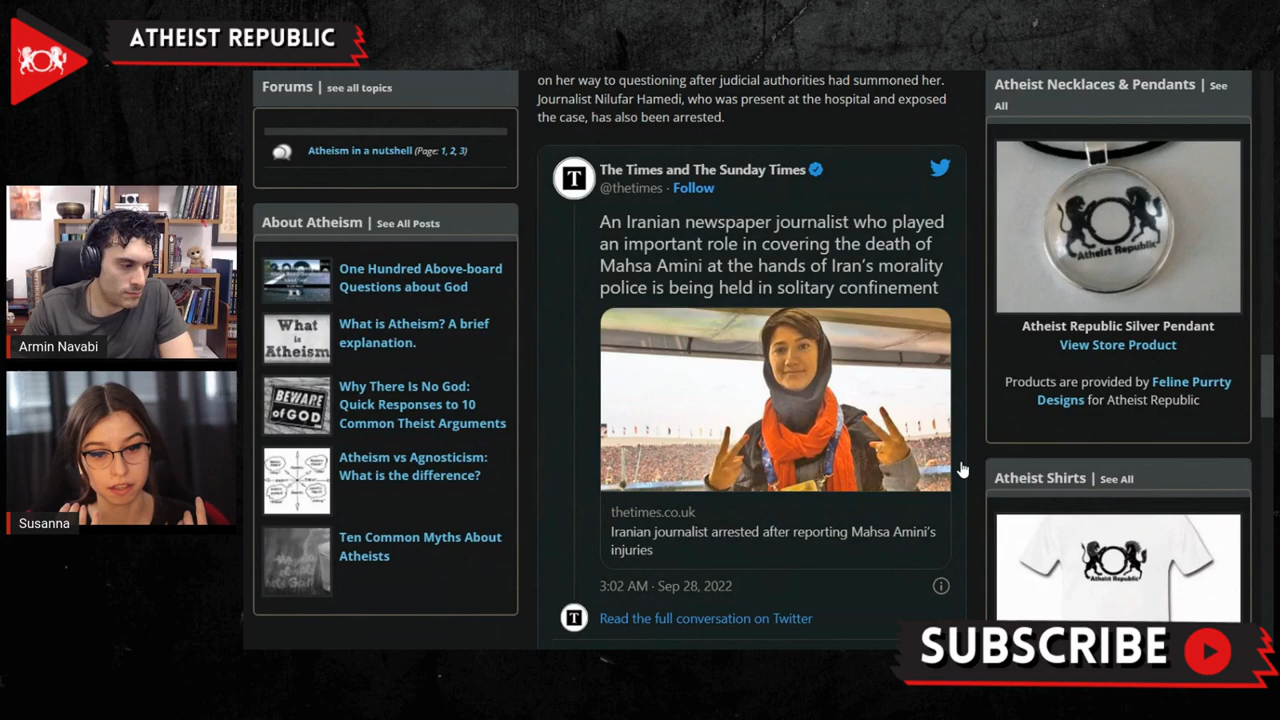 ATHEIST REPUBLIC
Armin Navabi
Susanna
Forums | see all topics
Atheism in a nutshell (Page: 1, 2, 3)
About Atheism | See All Posts
One Hundred Above-board
Questions about God
What is Atheism? A brief
explanation.
What
is
Atheism
Why There Is No God:
Quick Responses to 10
Common Theist Arguments
BEWARE
of GOD
Atheism vs Agnosticism:
What is the difference?
Ten Common Myths About
Atheists
on her way to questioning after judicial authorities had summoned her.
Journalist Nilufar Hamedi, who was present at the hospital and exposed
the case, has also been arrested.
T
The Times and The Sunday Times
@thetimes · Follow
An Iranian newspaper journalist who played
an important role in covering the death of
Mahsa Amini at the hands of Iran’s morality
police is being held in solitary confinement
thetimes.co.uk
Iranian journalist arrested after reporting Mahsa Amini’s
injuries
3:02 AM · Sep 28, 2022
T
Read the full conversation on Twitter
Atheist Necklaces & Pendants | See
All
Atheist Republic
Atheist Republic Silver Pendant
View Store Product
Products are provided by Feline Purrty
Designs for Atheist Republic
Atheist Shirts | See All
Atheist Republic
SUBSCRIBE